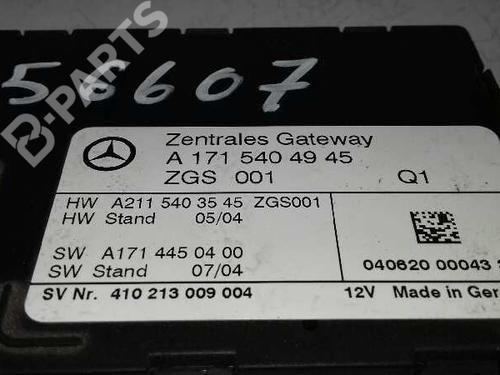 B-PARTS
56607
Zentrales Gateway
A 171 540 49 45
ZGS 001 Q1
HW A211 540 35 45 ZGS001
HW Stand 05/04
SW A171 445 04 00
SW Stand 07/04
040620 00043
SV Nr. 410 213 009 004 12V Made in Ger